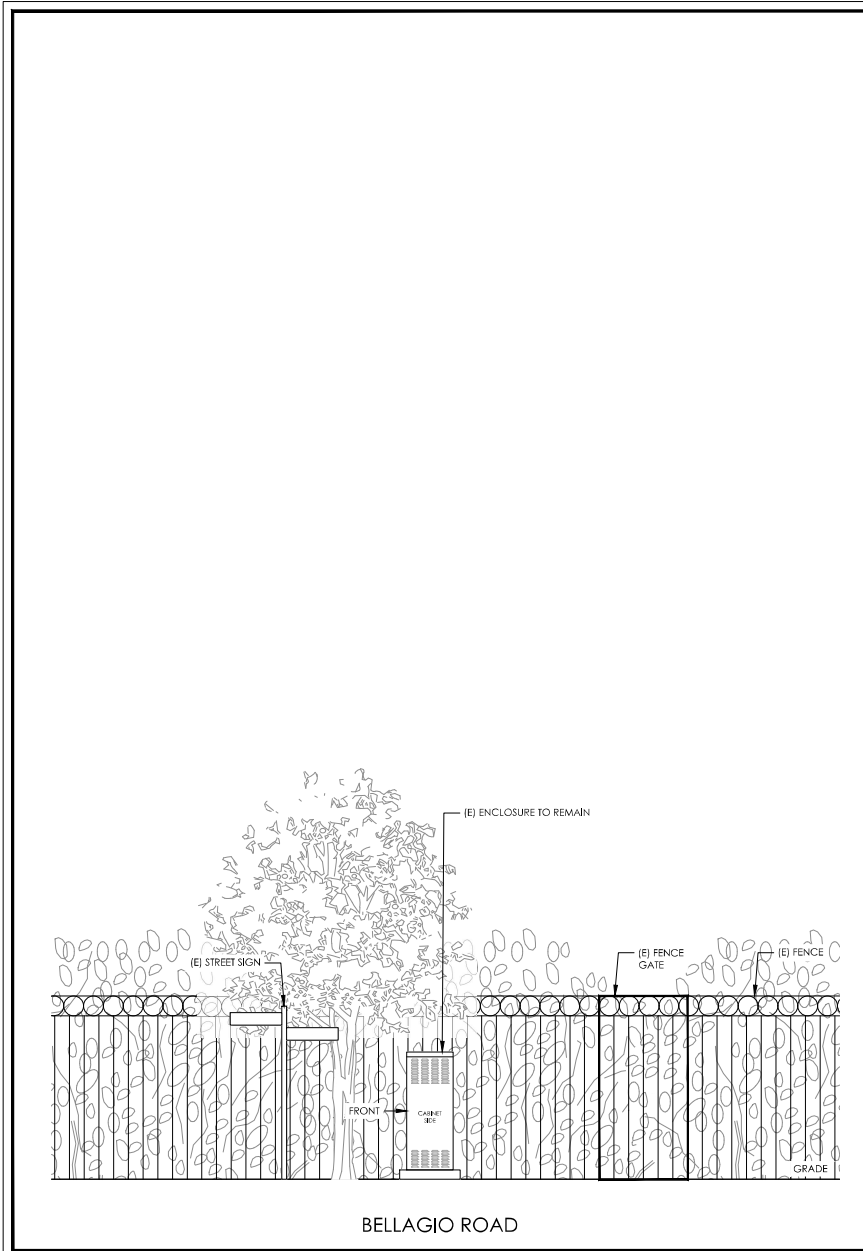 (E) ENCLOSURE TO REMAIN
(E) STREET SIGN
(E) FENCE
GATE
(E) FENCE
FRONT
CABINET
SIDE
GRADE
BELLAGIO ROAD